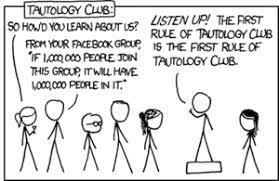 TAUTOLOGY CLUB:
SO HOW'D YOU LEARN ABOUT US?
FROM YOUR FACEBOOK GROUP,
"IF 1,000,000 PEOPLE JOIN
THIS GROUP, IT WILL HAVE
1,000,000 PEOPLE IN IT."
LISTEN UP! THE FIRST
RULE OF TAUTOLOGY CLUB
IS THE FIRST RULE OF
TAUTOLOGY CLUB.